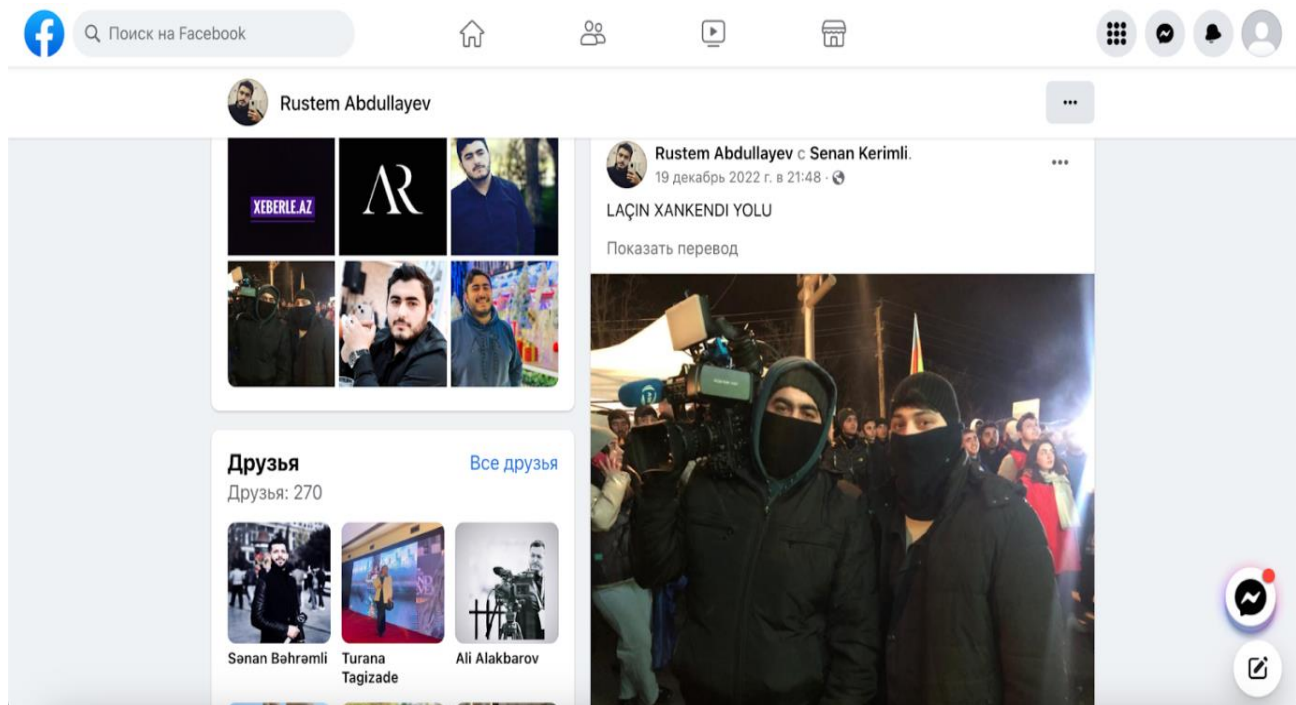 Поиск на Facebook
Rustem Abdullayev
XEBERLE.AZ
AR
Друзья
Все друзья
Друзья: 270
Sənan Bəhrəmli
Turana
Tagizade
Ali Alakbarov
Rustem Abdullayev с Senan Kerimli.
19 декабрь 2022 г. в 21:48 ·
LAÇIN XANKENDI YOLU
Показать перевод